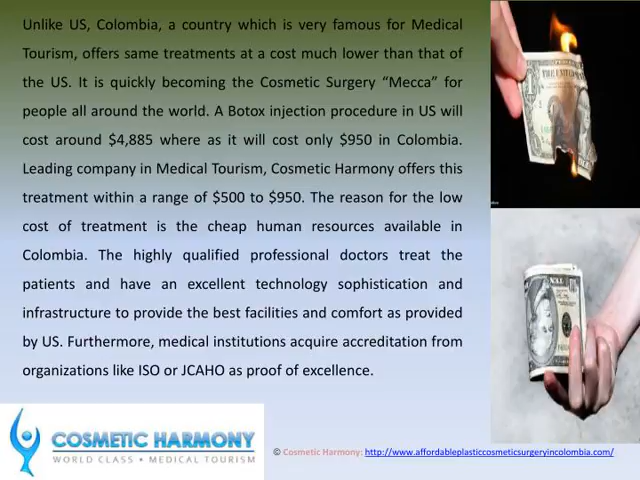 Unlike US, Colombia, a country which is very famous for Medical
Tourism, offers same treatments at a cost much lower than that of
the US. It is quickly becoming the Cosmetic Surgery “Mecca” for
people all around the world. A Botox injection procedure in US will
cost around $4,885 where as it will cost only $950 in Colombia.
Leading company in Medical Tourism, Cosmetic Harmony offers this
treatment within a range of $500 to $950. The reason for the low
cost of treatment is the cheap human resources available in
Colombia. The highly qualified professional doctors treat the
patients and have an excellent technology sophistication and
infrastructure to provide the best facilities and comfort as provided
by US. Furthermore, medical institutions acquire accreditation from
organizations like ISO or JCAHO as proof of excellence.
COSMETIC HARMONY
WORLD CLASS • MEDICAL TOURISM
© Cosmetic Harmony: http://www.affordableplasticcosmeticsurgeryincolombia.com/